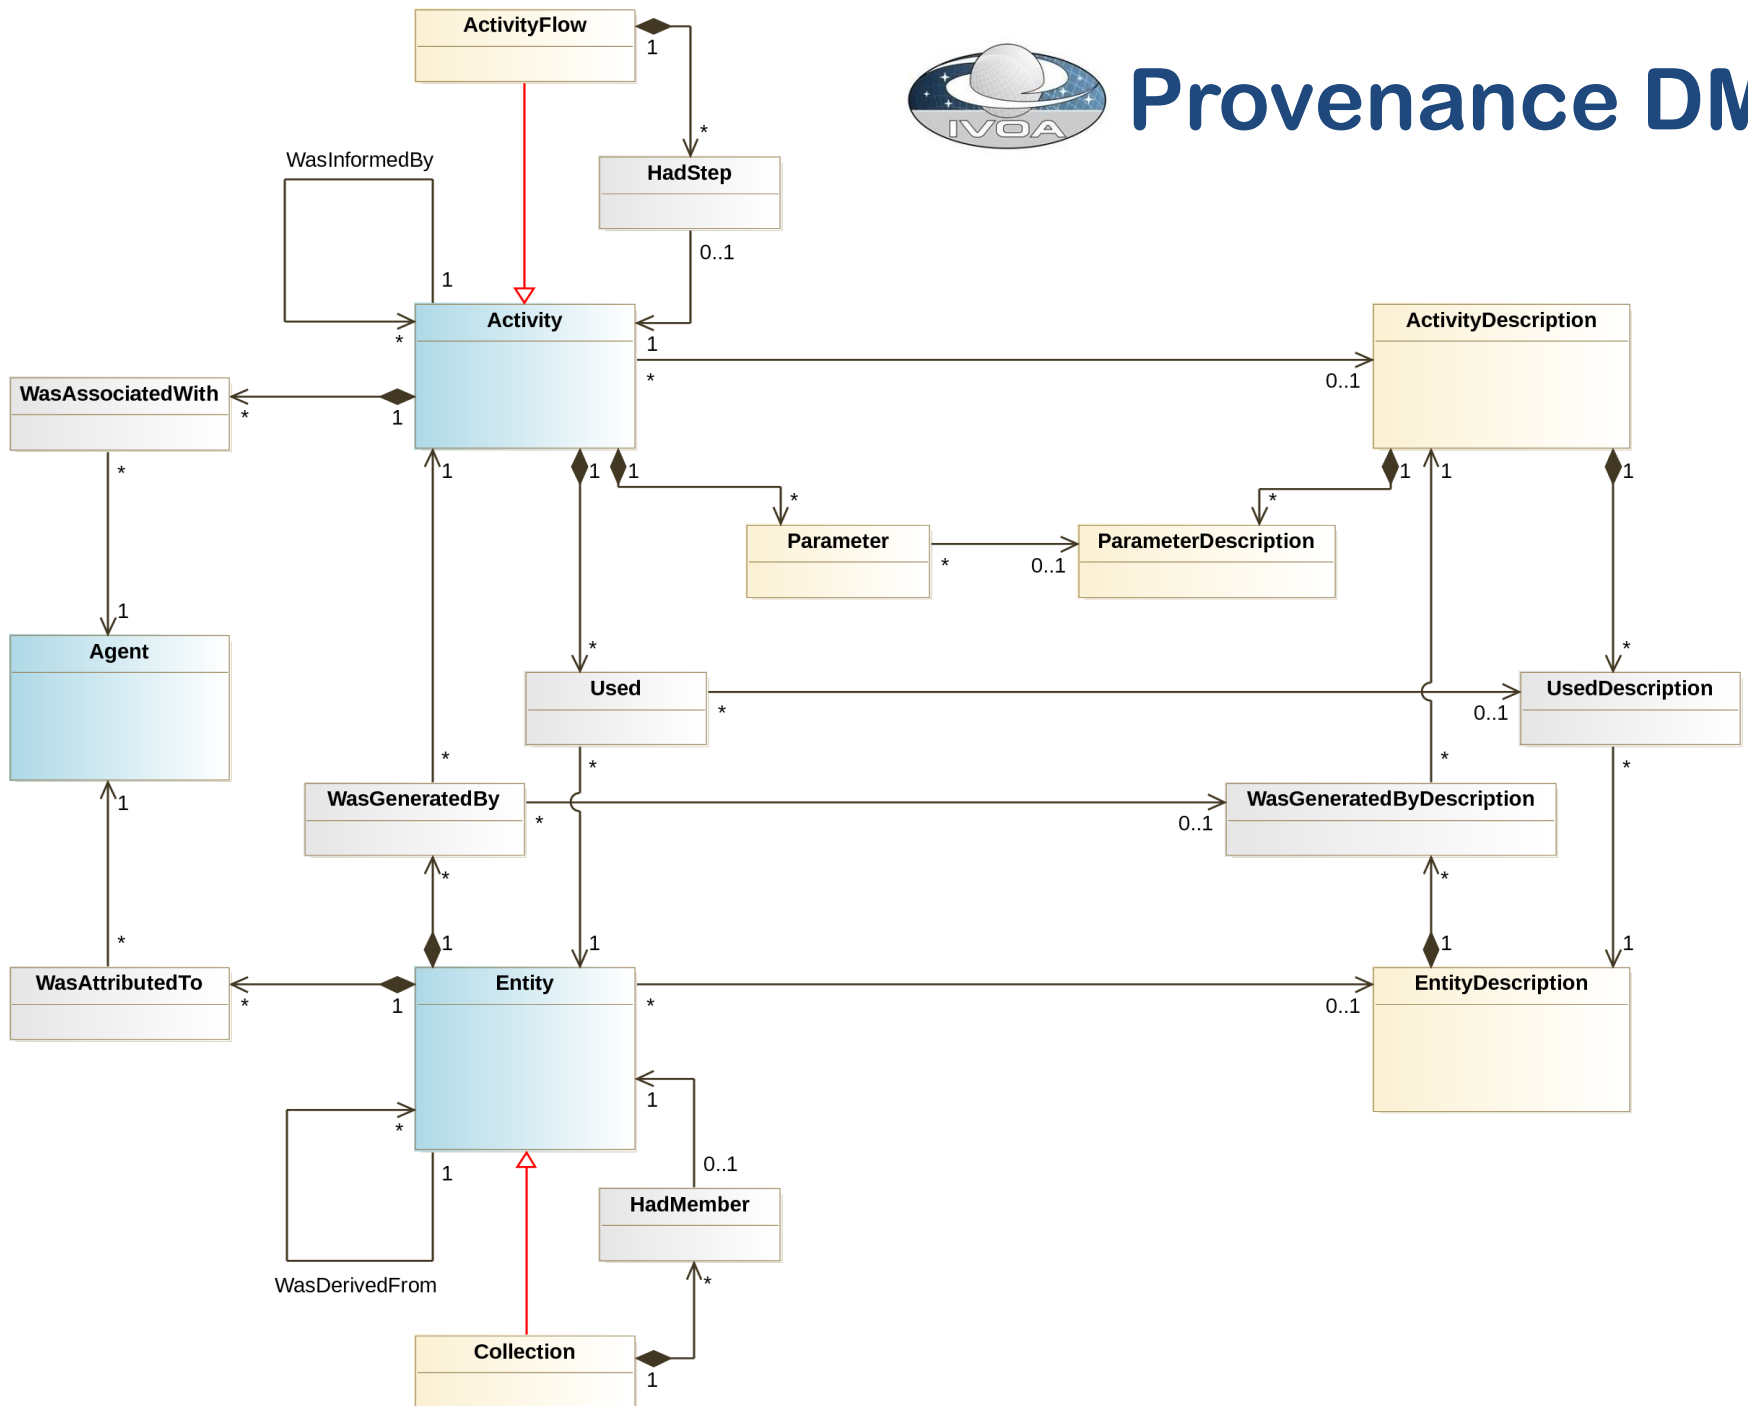 ActivityFlow
1
*
IVOA
Provenance DM
WasInformedBy
HadStep
0..1
1
Activity
*
1
*
0..1
ActivityDescription
WasAssociatedWith
*
1
*
1
1
1
*
1
*
1
1
Parameter
*
0..1
ParameterDescription
1
Agent
*
*
Used
*
0..1
UsedDescription
*
*
*
*
1
WasGeneratedBy
*
0..1
WasGeneratedByDescription
*
*
*
1
1
1
1
WasAttributedTo
*
1
Entity
*
0..1
EntityDescription
1
*
0..1
1
HadMember
*
WasDerivedFrom
Collection
1